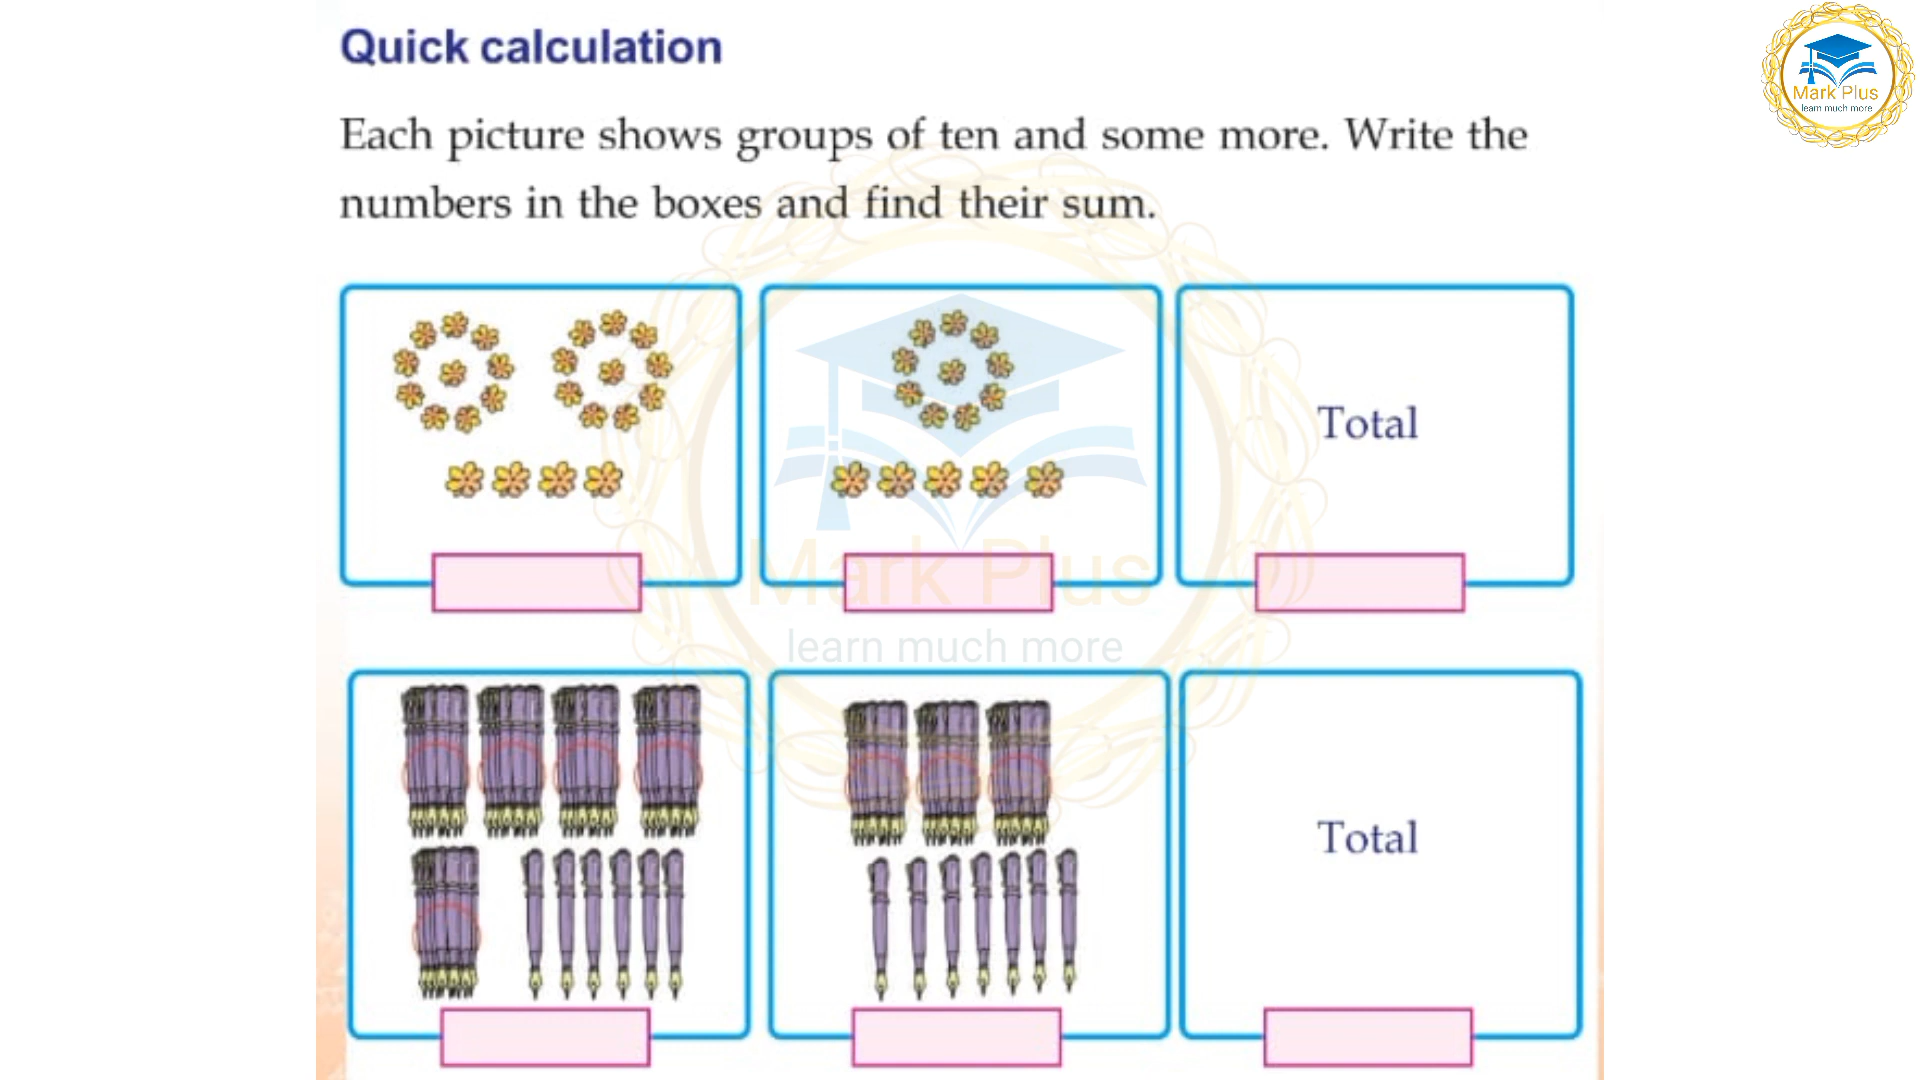 Quick calculation
Each picture shows groups of ten and some more. Write the
numbers in the boxes and find their sum.
Total
Total
Mark Plus
learn much more
Mark Plus
learn much more